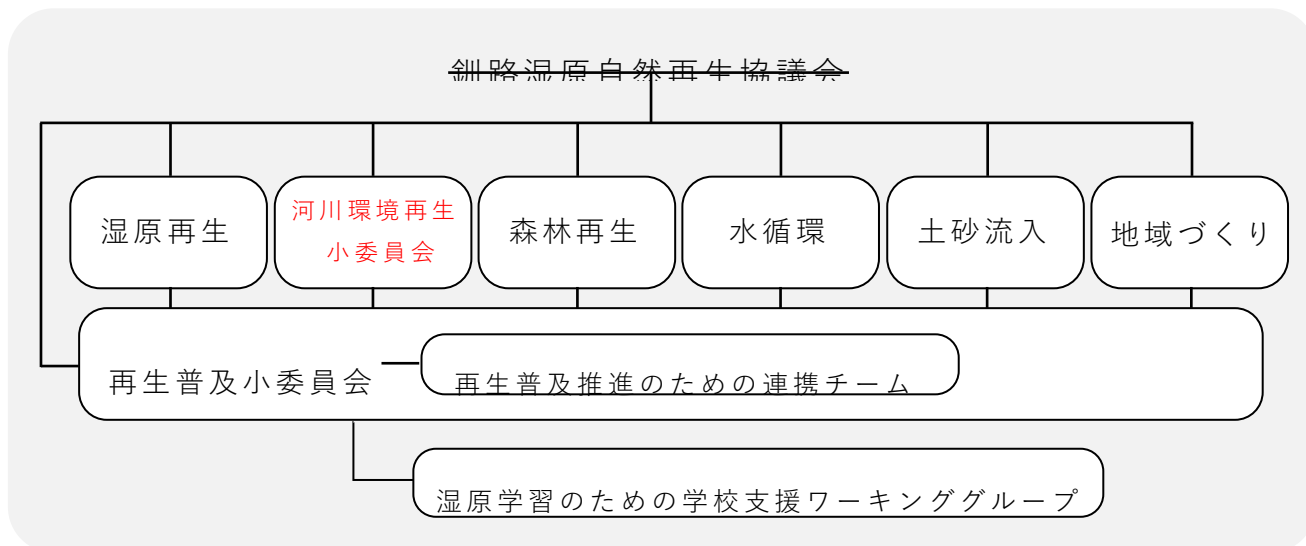 釧路湿原自然再生協議会
湿原再生
河川環境再生
小委員会
森林再生
水循環
土砂流入
地域づくり
再生普及小委員会
再生普及推進のための連携チーム
湿原学習のための学校支援ワーキンググループ